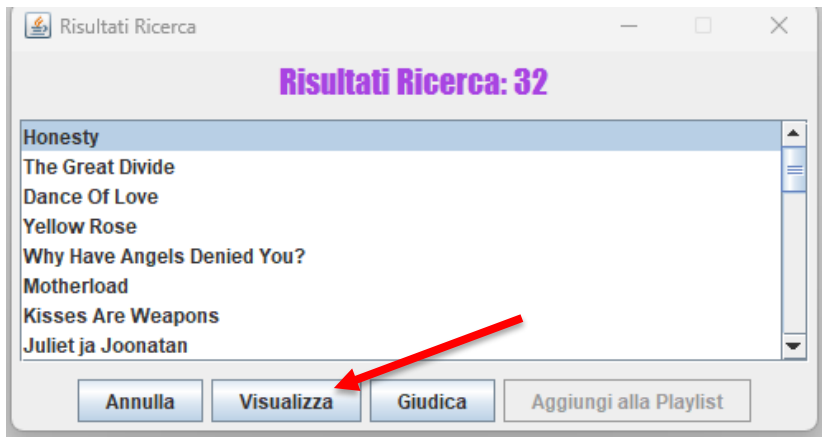 Risultati Ricerca
Risultati Ricerca: 32
Honesty
The Great Divide
Dance Of Love
Yellow Rose
Why Have Angels Denied You?
Motherload
Kisses Are Weapons
Juliet ja Joonatan
Annulla Visualizza Giudica Aggiungi alla Playlist